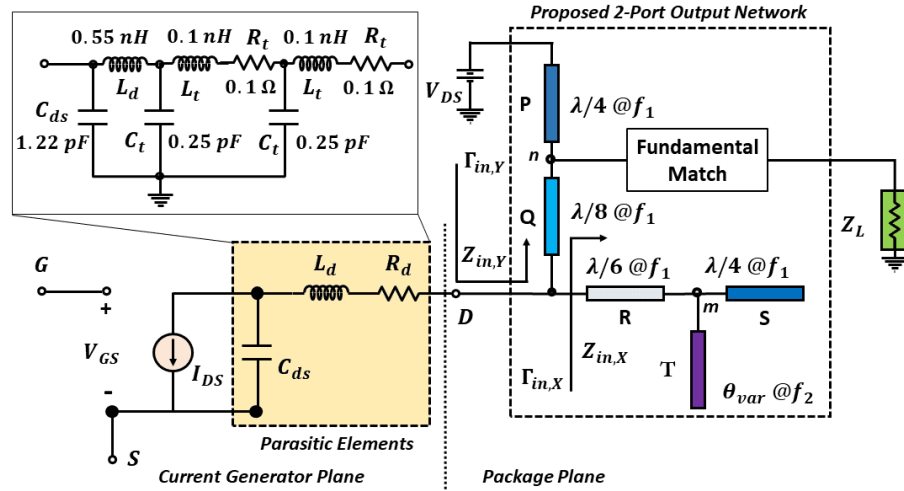 Proposed 2-Port Output Network
0.55 nH 0.1 nH R_t 0.1 nH R_t
L_d L_t 0.1 Ω L_t 0.1 Ω
C_ds
1.22 pF C_t 0.25 pF C_t 0.25 pF
V_DS
P λ/4 @f_1
n
Fundamental
Match
Γ_in,Y
Q λ/8 @f_1
Z_L
Z_in,Y
λ/6 @f_1 λ/4 @f_1
G
+
L_d R_d
D
R m S
V_GS
I_DS
C_ds
Z_in,X
T
Γ_in,X
θ_var @f_2
-
S
Parasitic Elements
Current Generator Plane Package Plane